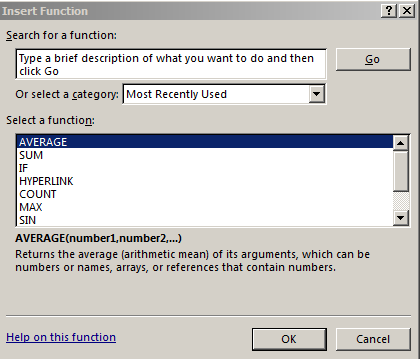 Insert Function
Search for a function:
Type a brief description of what you want to do and then
click Go
Go
Or select a category: Most Recently Used
Select a function:
AVERAGE
SUM
IF
HYPERLINK
COUNT
MAX
SIN
AVERAGE(number1,number2,...)
Returns the average (arithmetic mean) of its arguments, which can be
numbers or names, arrays, or references that contain numbers.
Help on this function
OK
Cancel